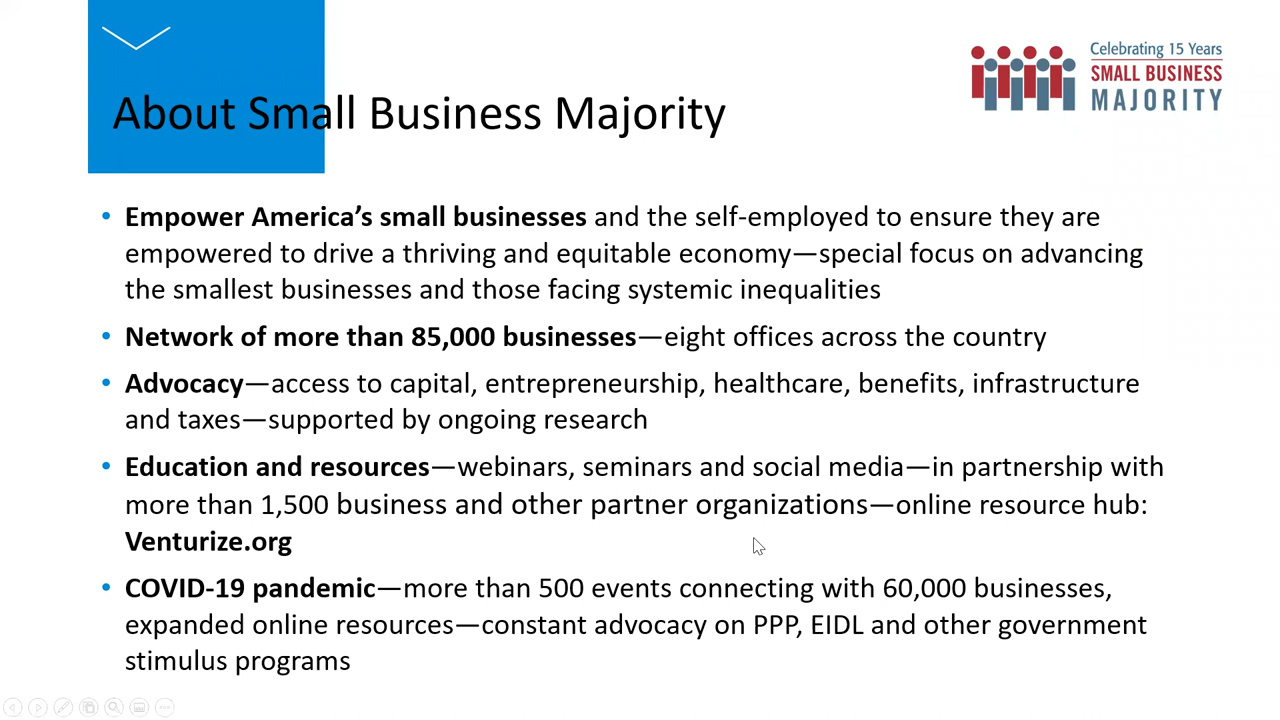 Celebrating 15 Years
SMALL BUSINESS
MAJORITY
About Small Business Majority
• Empower America’s small businesses and the self-employed to ensure they are
empowered to drive a thriving and equitable economy—special focus on advancing
the smallest businesses and those facing systemic inequalities
• Network of more than 85,000 businesses—eight offices across the country
• Advocacy—access to capital, entrepreneurship, healthcare, benefits, infrastructure
and taxes—supported by ongoing research
• Education and resources—webinars, seminars and social media—in partnership with
more than 1,500 business and other partner organizations—online resource hub:
Venturize.org
• COVID-19 pandemic—more than 500 events connecting with 60,000 businesses,
expanded online resources—constant advocacy on PPP, EIDL and other government
stimulus programs